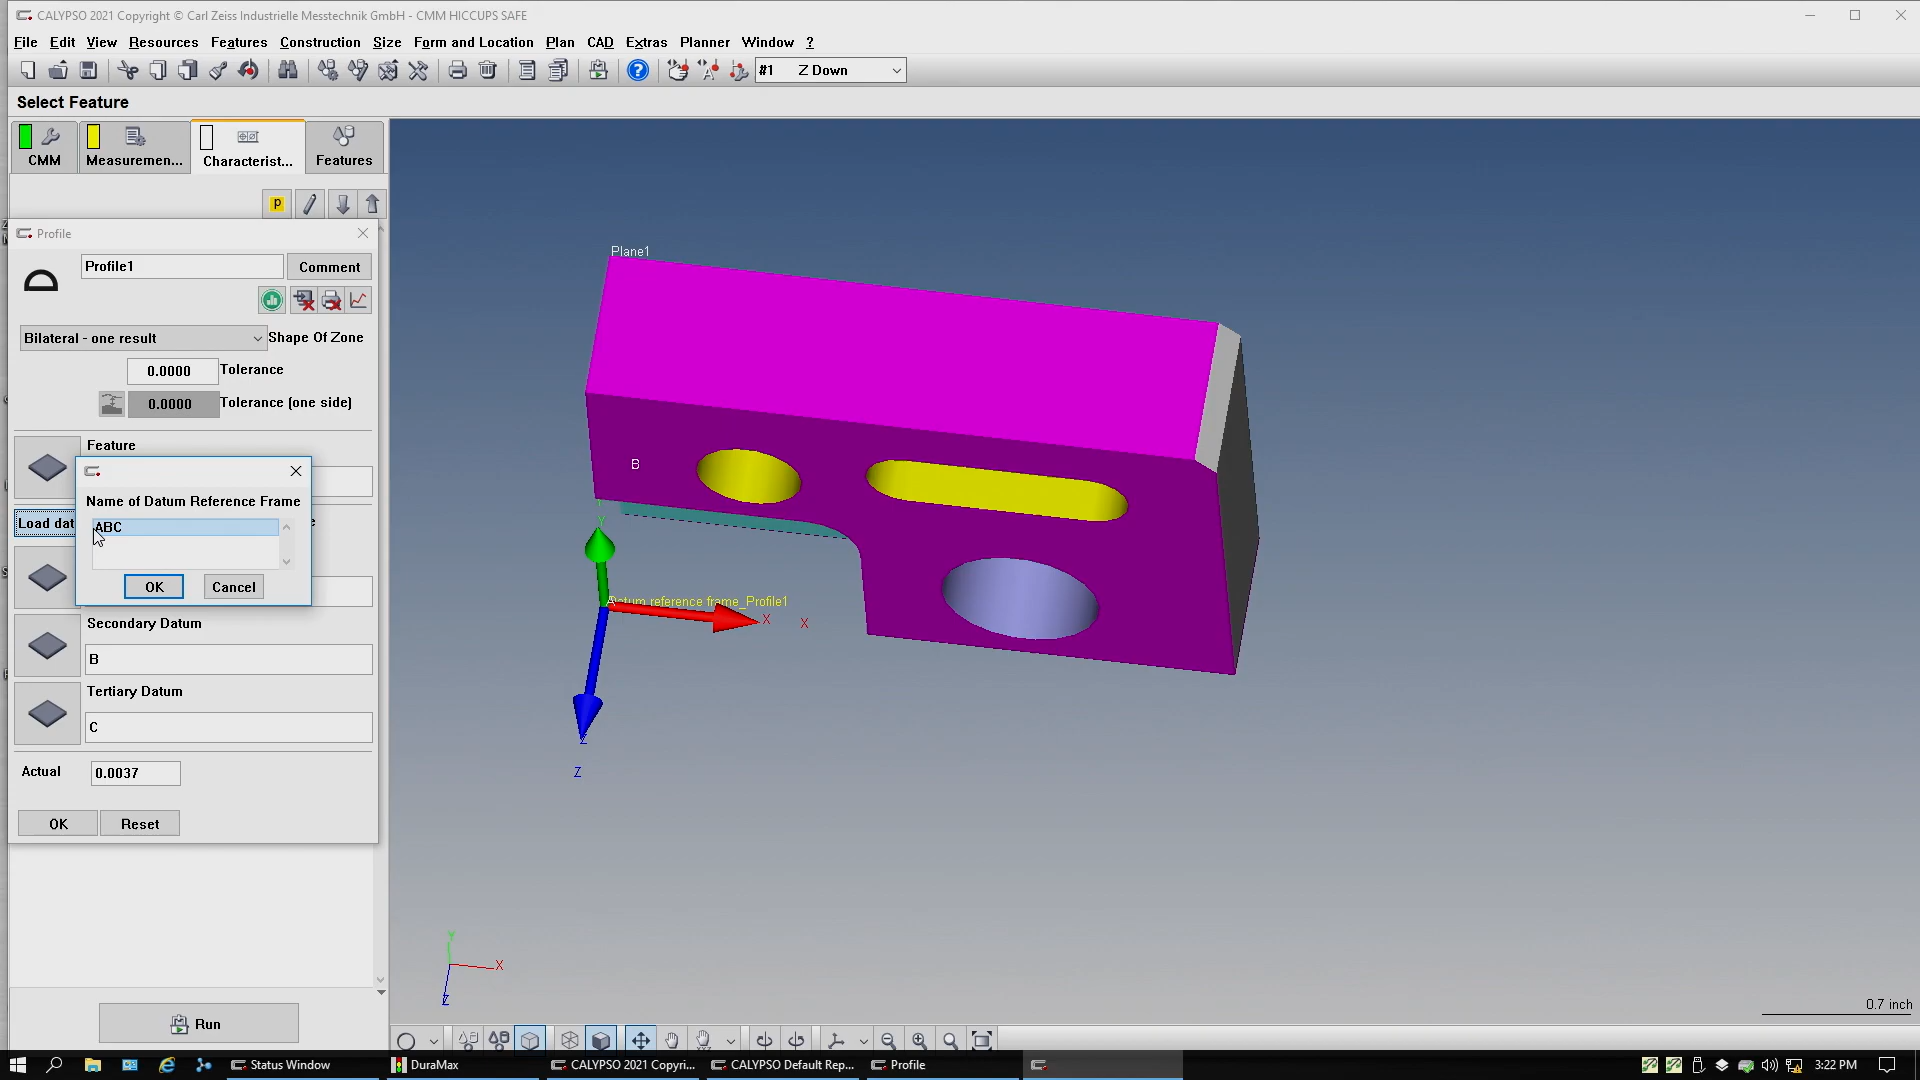 CALYPSO 2021 Copyright © Carl Zeiss Industrielle Messtechnik GmbH - CMM HICCUPS SAFE
File Edit View Resources Features Construction Size Form and Location Plan CAD Extras Planner Window ?
#1 Z Down
Select Feature
CMM Measuremen... Characterist... Features
Profile
Profile1 Comment
Bilateral - one result Shape Of Zone
0.0000 Tolerance
0.0000 Tolerance (one side)
Feature
Name of Datum Reference Frame
Load dat
ABC
OK Cancel
Secondary Datum
B
Tertiary Datum
C
Actual 0.0037
OK Reset
Run
Plane1
B
Y
A
Datum reference frame_Profile1
X X
Z
Z
Y
X
Z
0.7 inch
Status Window DuraMax CALYPSO 2021 Copyri... CALYPSO Default Rep... Profile 3:22 PM